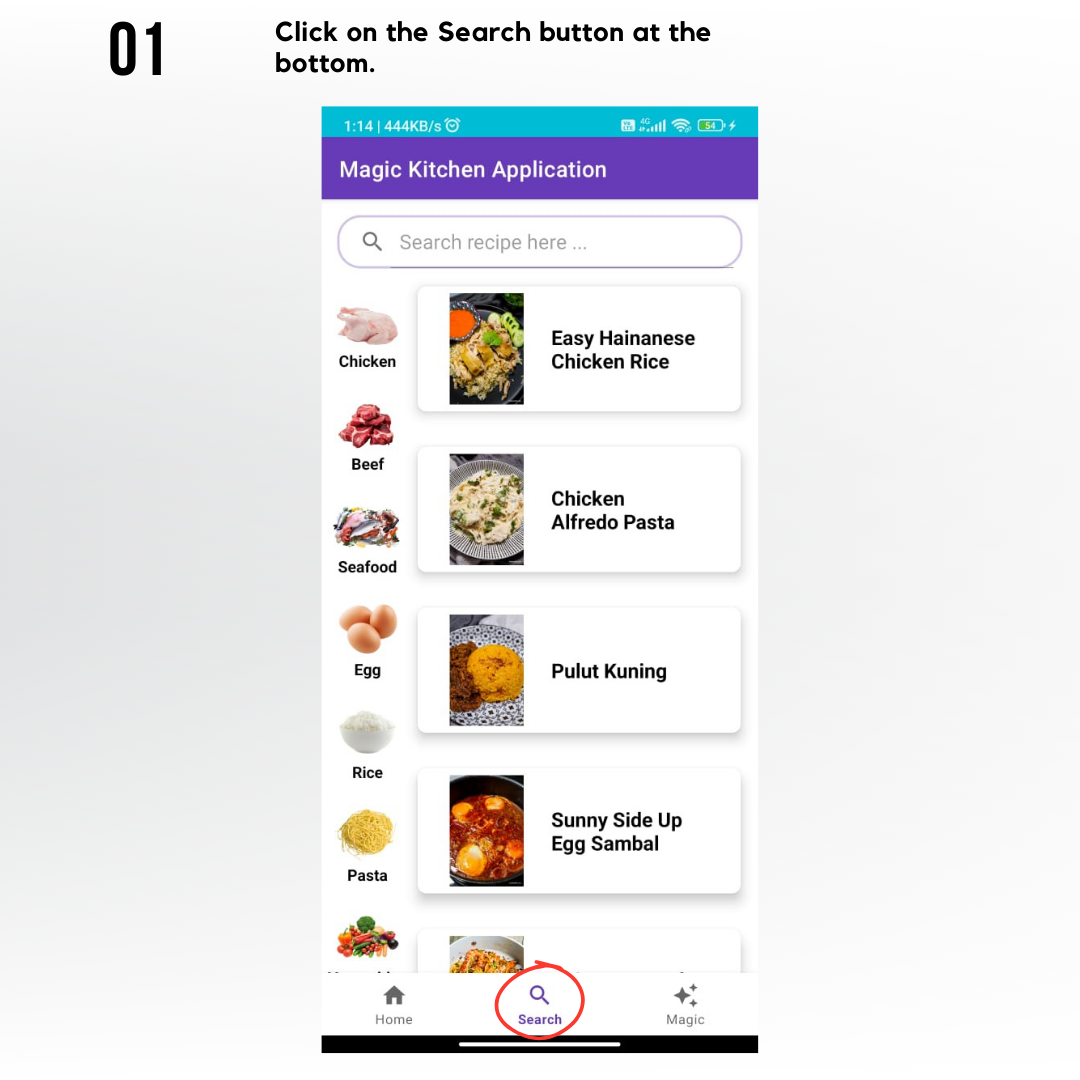 01
Click on the Search button at the
bottom.
1:14 | 444KB/s
4G
54
Magic Kitchen Application
Search recipe here ...
Chicken
Easy Hainanese
Chicken Rice
Beef
Chicken
Alfredo Pasta
Seafood
Egg
Pulut Kuning
Rice
Sunny Side Up
Egg Sambal
Pasta
Home
Search
Magic